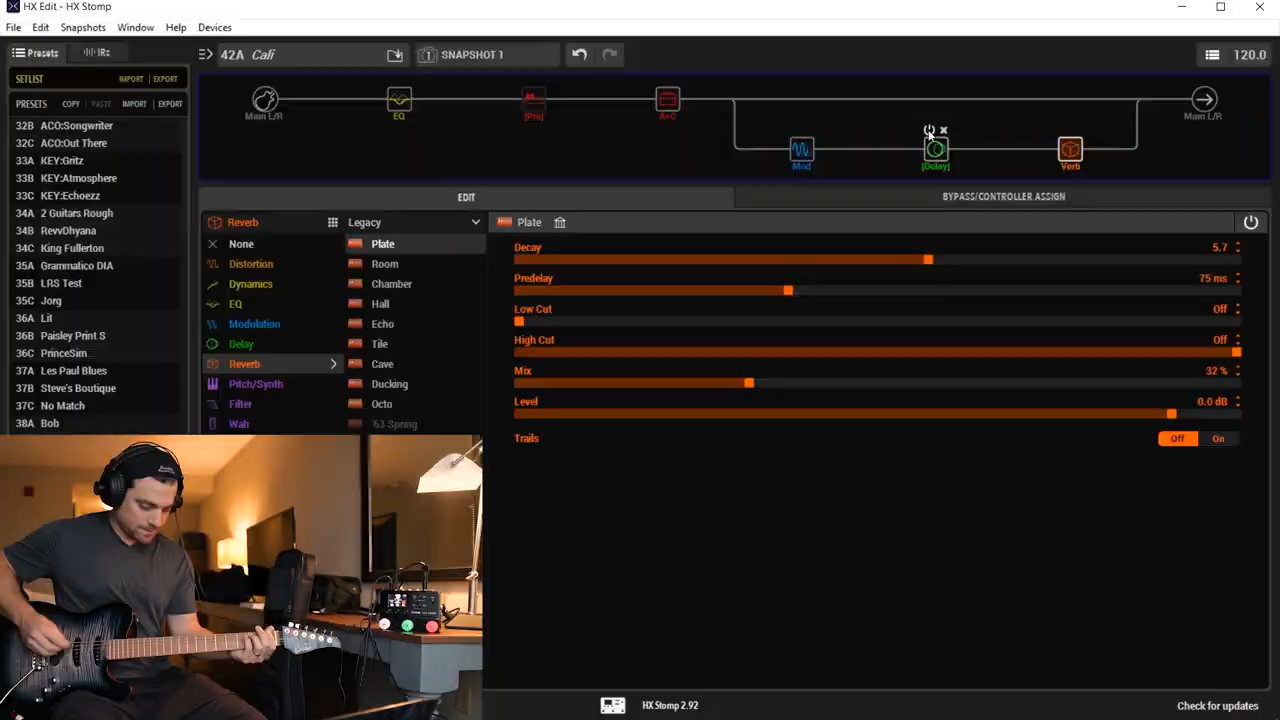 HX Edit - HX Stomp
File Edit Snapshots Window Help Devices
Presets IRs 42A Cali 1 SNAPSHOT 1 120.0
SETLIST IMPORT EXPORT
PRESETS COPY PASTE IMPORT EXPORT
32B ACO:Songwriter
32C ACO:Out There
33A KEY:Gritz
33B KEY:Atmosphere
33C KEY:Echoezz
34A 2 Guitars Rough
34B RevvDhyana
34C King Fullerton
35A Grammatico DIA
35B LRS Test
35C Jorg
36A Lit
36B Paisley Print S
36C PrinceSim
37A Les Paul Blues
37B Steve's Boutique
37C No Match
38A Bob
Main L/R EQ [Pre] A+C Main L/R
Mod [Delay] Verb
EDIT BYPASS/CONTROLLER ASSIGN
Reverb
None
Distortion
Dynamics
EQ
Modulation
Delay
Reverb
Pitch/Synth
Filter
Wah
Legacy
Plate
Room
Chamber
Hall
Echo
Tile
Cave
Ducking
Octo
'63 Spring
Plate
Decay 5.7
Predelay 75 ms
Low Cut Off
High Cut Off
Mix 32 %
Level 0.0 dB
Trails Off On
HX Stomp 2.92 Check for updates